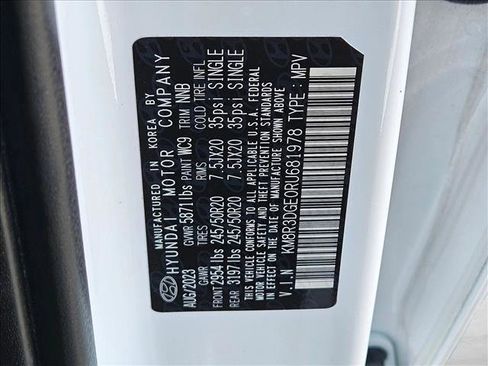 MANUFACTURED IN KOREA BY
HYUNDAI MOTOR COMPANY
AUG/2023 GVWR 5871 lbs PAINT WC9 TRIM NNB
GAWR TIRES RIMS COLD TIRE INFL
FRONT 2954 lbs 245/50R20 7.5JX20 35psi SINGLE
REAR 3197 lbs 245/50R20 7.5JX20 35psi SINGLE
THIS VEHICLE CONFORMS TO ALL APPLICABLE U.S.A. FEDERAL
MOTOR VEHICLE SAFETY, BUMPER, AND THEFT PREVENTION STANDARDS
IN EFFECT ON THE DATE OF MANUFACTURE SHOWN ABOVE
V.I.N KM8R3DGE0RU681978 TYPE : MPV